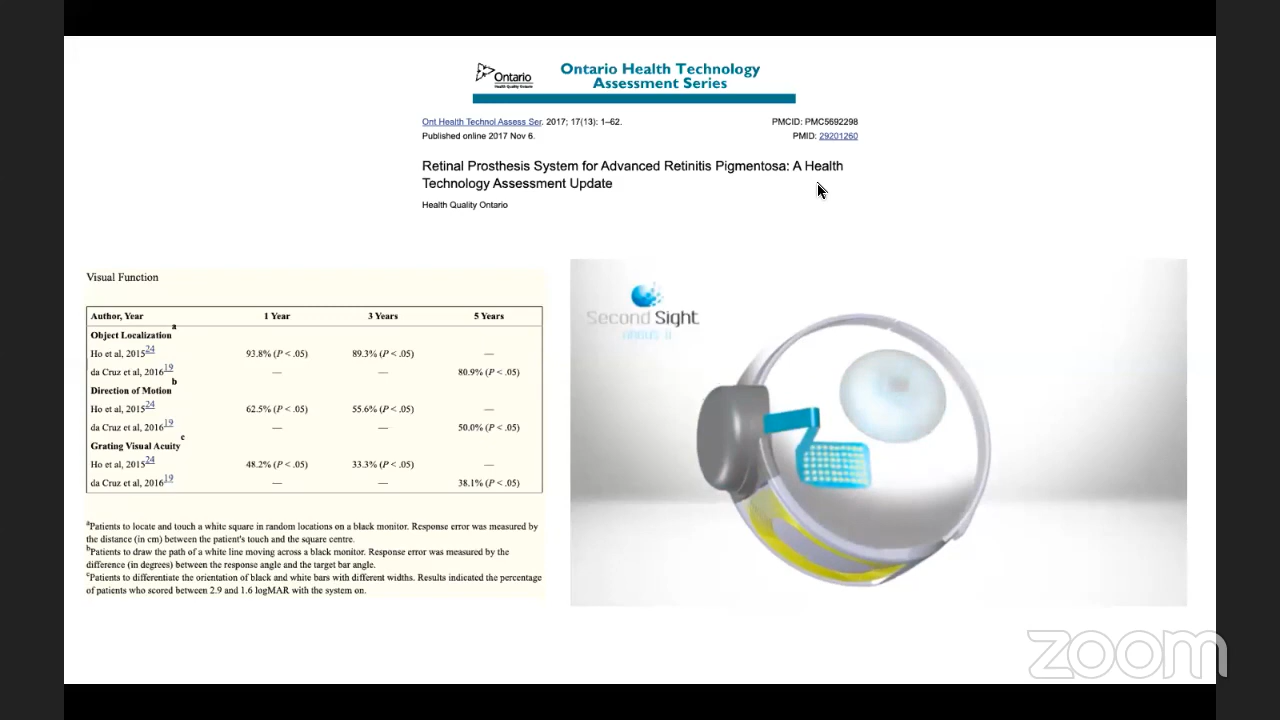 Ontario
Health Quality Ontario
Ontario Health Technology
Assessment Series
Ont Health Technol Assess Ser. 2017; 17(13): 1–62.
PMCID: PMC5692298
Published online 2017 Nov 6.
PMID: 29201260
Retinal Prosthesis System for Advanced Retinitis Pigmentosa: A Health
Technology Assessment Update
Health Quality Ontario
Visual Function
Author, Year 1 Year 3 Years 5 Years
Object Localization a
Ho et al, 2015 24 93.8% (P < .05) 89.3% (P < .05) —
da Cruz et al, 2016 19 — — 80.9% (P < .05)
Direction of Motion b
Ho et al, 2015 24 62.5% (P < .05) 55.6% (P < .05) —
da Cruz et al, 2016 19 — — 50.0% (P < .05)
Grating Visual Acuity c
Ho et al, 2015 24 48.2% (P < .05) 33.3% (P < .05) —
da Cruz et al, 2016 19 — — 38.1% (P < .05)
a Patients to locate and touch a white square in random locations on a black monitor. Response error was measured by
the distance (in cm) between the patient's touch and the square centre.
b Patients to draw the path of a white line moving across a black monitor. Response error was measured by the
difference (in degrees) between the response angle and the target bar angle.
c Patients to differentiate the orientation of black and white bars with different widths. Results indicated the percentage
of patients who scored between 2.9 and 1.6 logMAR with the system on.
Second Sight
zoom